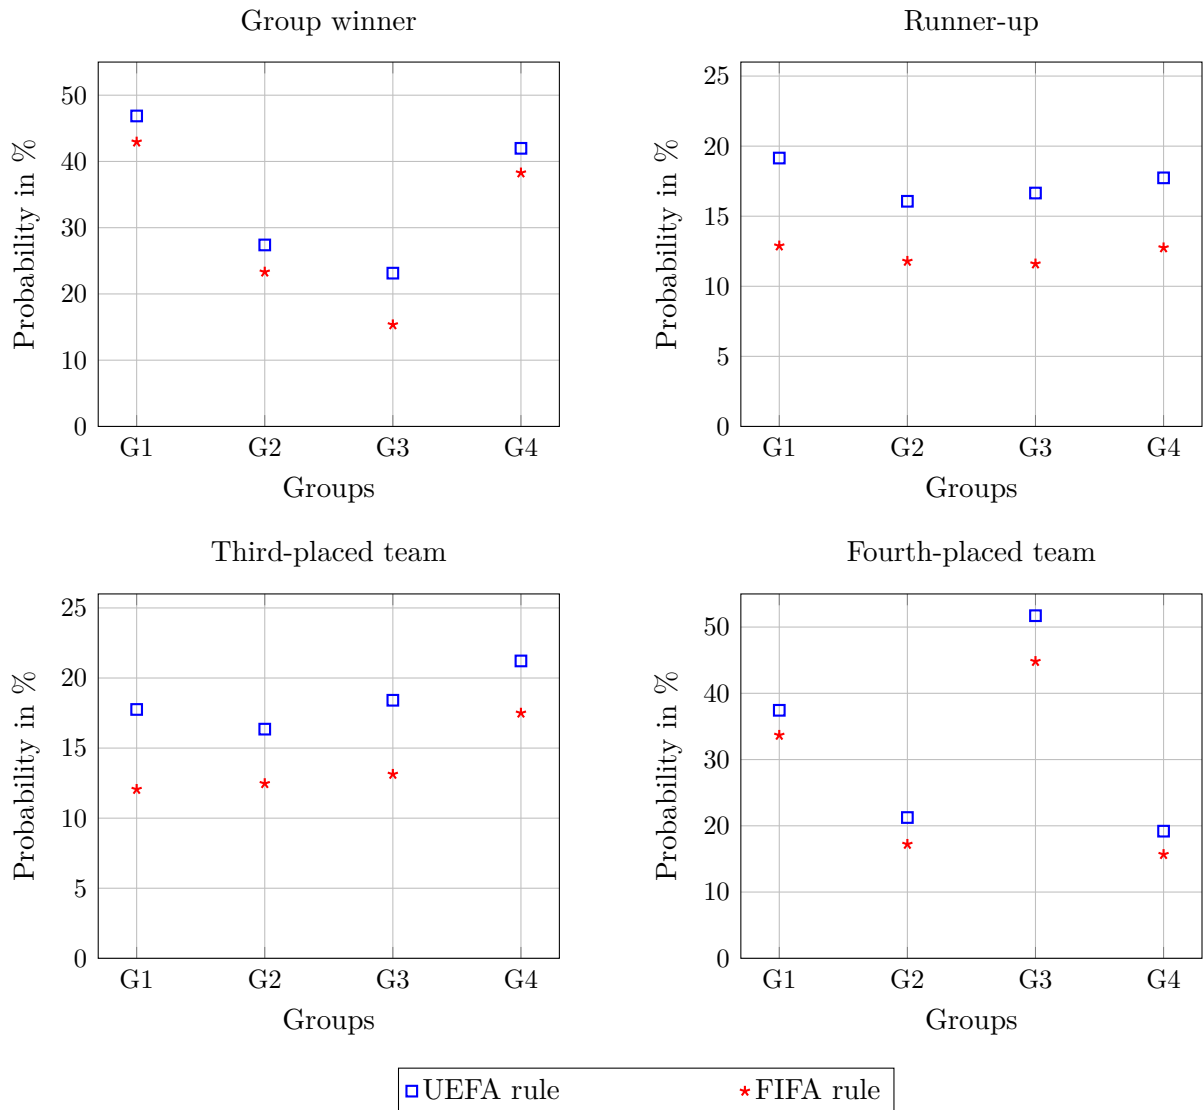 Group winner
Probability in %
50
40
30
20
10
0
G1 G2 G3 G4
Groups
Runner-up
Probability in %
25
20
15
10
5
0
G1 G2 G3 G4
Groups
Third-placed team
Probability in %
25
20
15
10
5
0
G1 G2 G3 G4
Groups
Fourth-placed team
Probability in %
50
40
30
20
10
0
G1 G2 G3 G4
Groups
UEFA rule FIFA rule